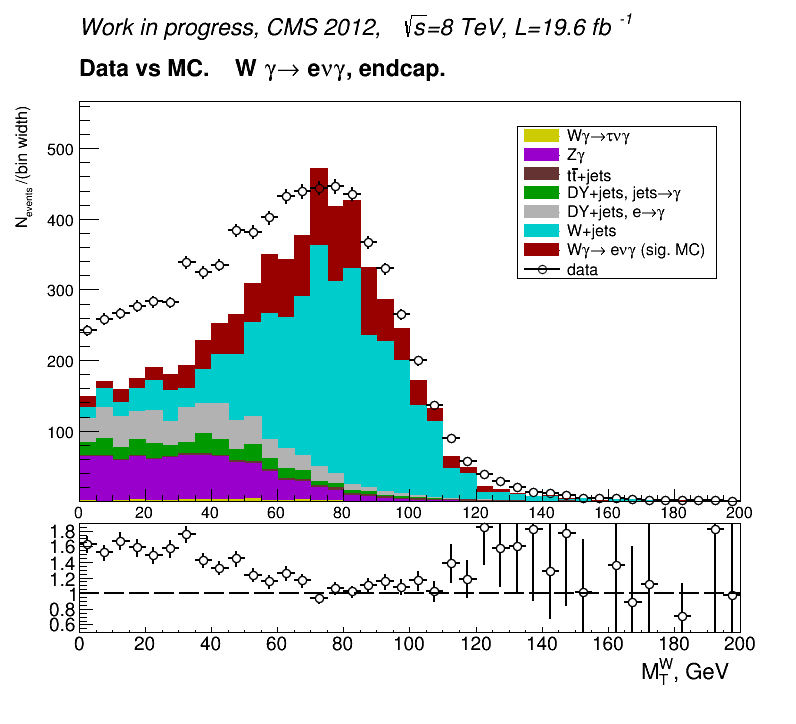 Work in progress, CMS 2012, √s=8 TeV, L=19.6 fb⁻¹
Data vs MC. W γ→ eνγ, endcap.
N_events /(bin width)
500
400
300
200
100
Wγ→τνγ
Zγ
tt̄+jets
DY+jets, jets→γ
DY+jets, e→γ
W+jets
Wγ→ eνγ (sig. MC)
data
0 20 40 60 80 100 120 140 160 180 200
1.8
1.6
1.4
1.2
1
0.8
0.6
0 20 40 60 80 100 120 140 160 180 200
M_T^W, GeV